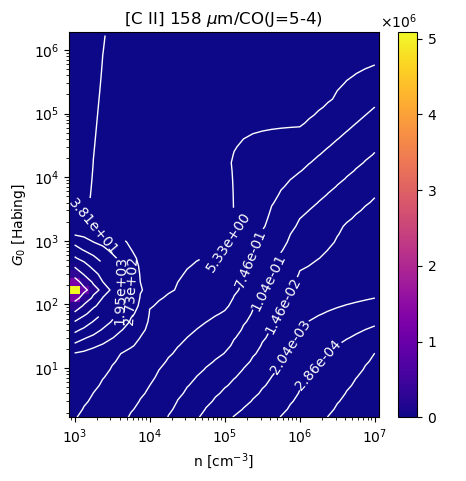 [C II] 158 μm/CO(J=5-4)
×10⁶
G₀ [Habing]
10⁶
10⁵
10⁴
10³
10²
10¹
3.81e+01
1.95e+03
2.73e+02
5.33e+00
7.46e-01
1.04e-01
1.46e-02
2.04e-03
2.86e-04
5
4
3
2
1
0
10³
10⁴
10⁵
10⁶
10⁷
n [cm⁻³]